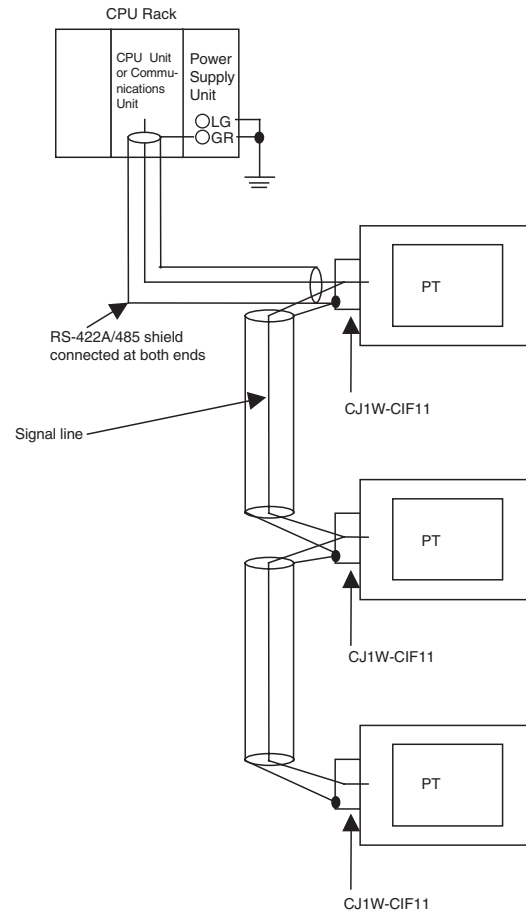 CPU Rack
CPU Unit
or Commu-
nications
Unit
Power
Supply
Unit
LG
GR
PT
RS-422A/485 shield
connected at both ends
CJ1W-CIF11
Signal line
PT
CJ1W-CIF11
PT
CJ1W-CIF11